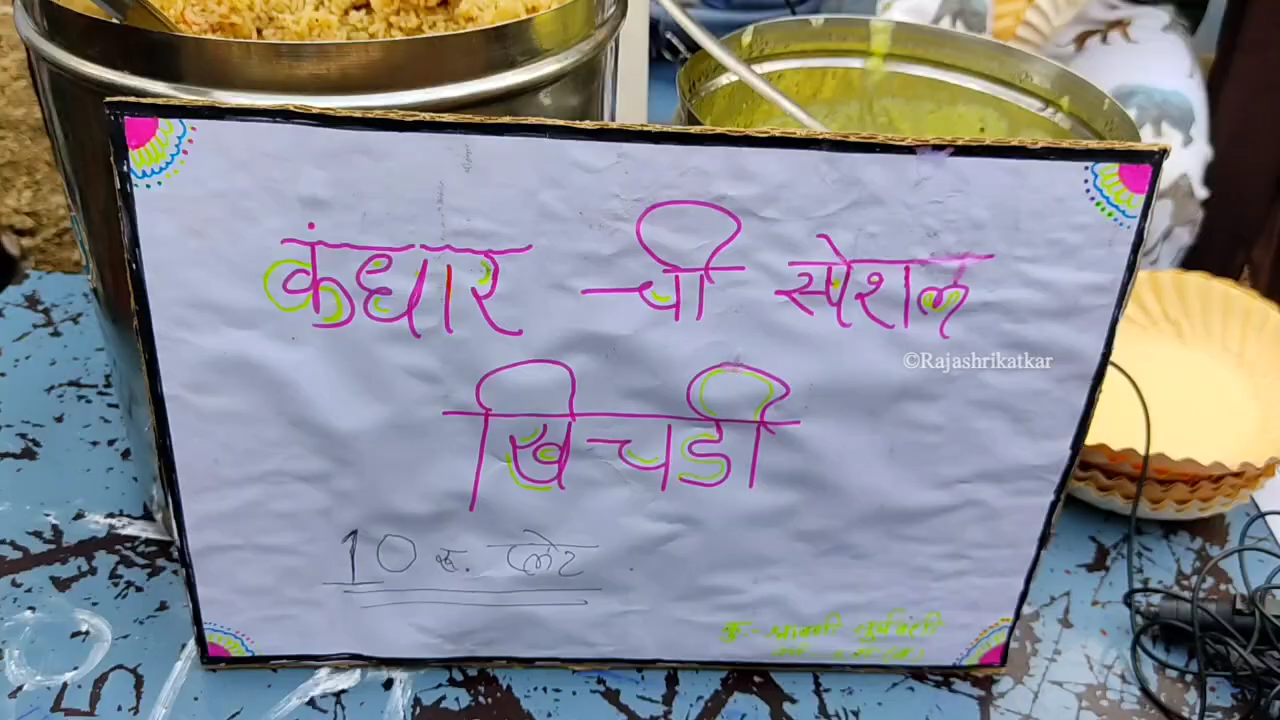 कंधार ची स्पेशल
©Rajashrikatkar
खिचडी
10 रु. प्लेट
कु-